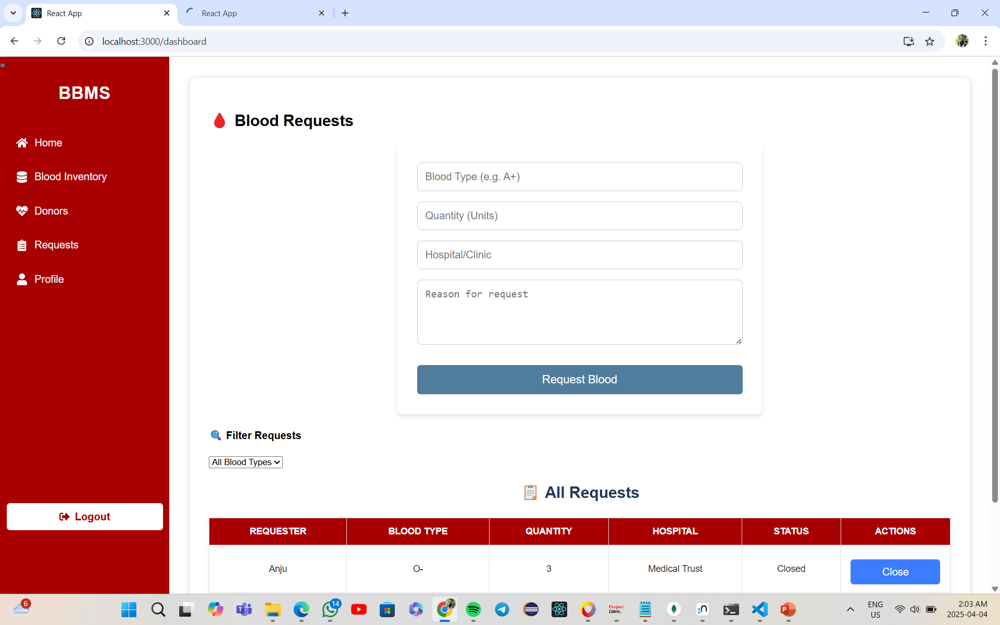 React App
React App
localhost:3000/dashboard
BBMS
Home
Blood Inventory
Donors
Requests
Profile
Logout
Blood Requests
Blood Type (e.g. A+)
Quantity (Units)
Hospital/Clinic
Reason for request
Request Blood
Filter Requests
All Blood Types
All Requests
REQUESTER BLOOD TYPE QUANTITY HOSPITAL STATUS ACTIONS
Anju O- 3 Medical Trust Closed Close
6
14
Project
Libre
ENG
US
2:03 AM
2025-04-04